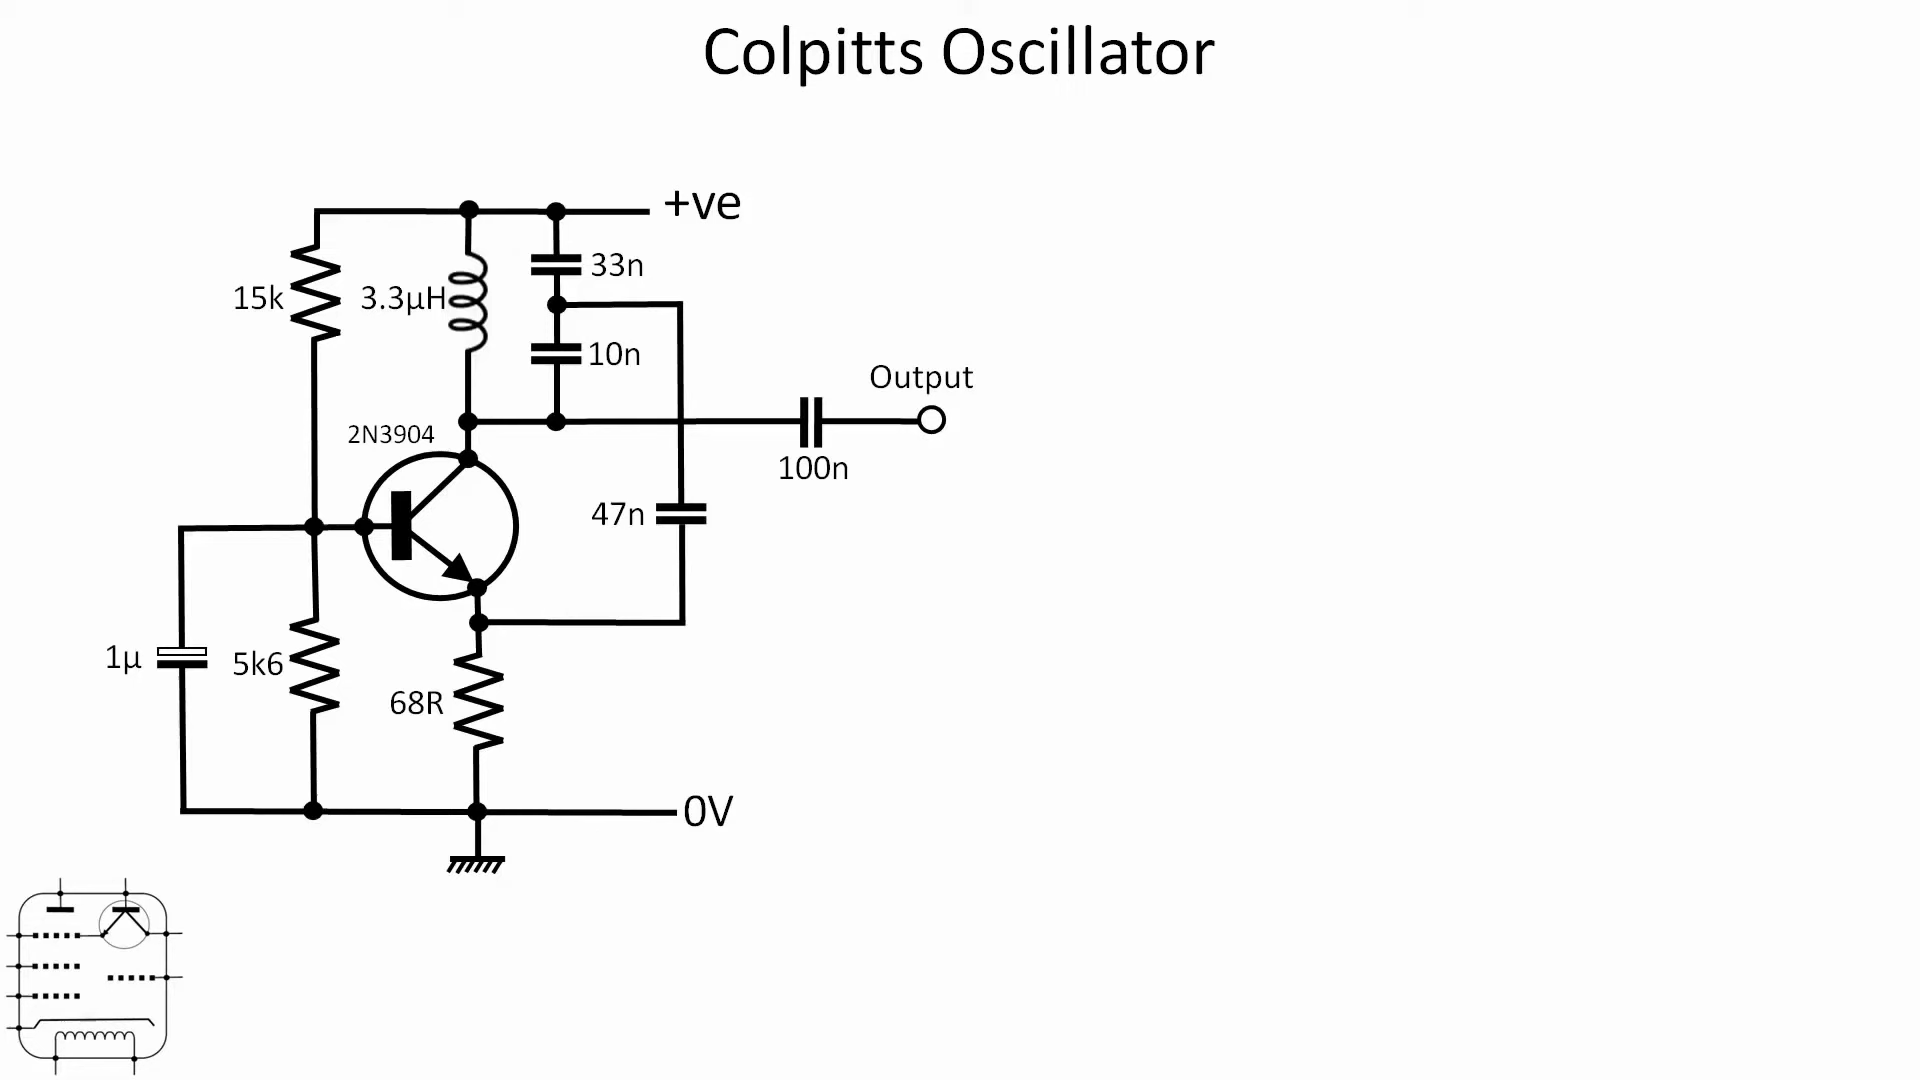 Colpitts Oscillator
+ve
33n
15k
3.3µH
10n
Output
2N3904
100n
47n
1µ
5k6
68R
0V